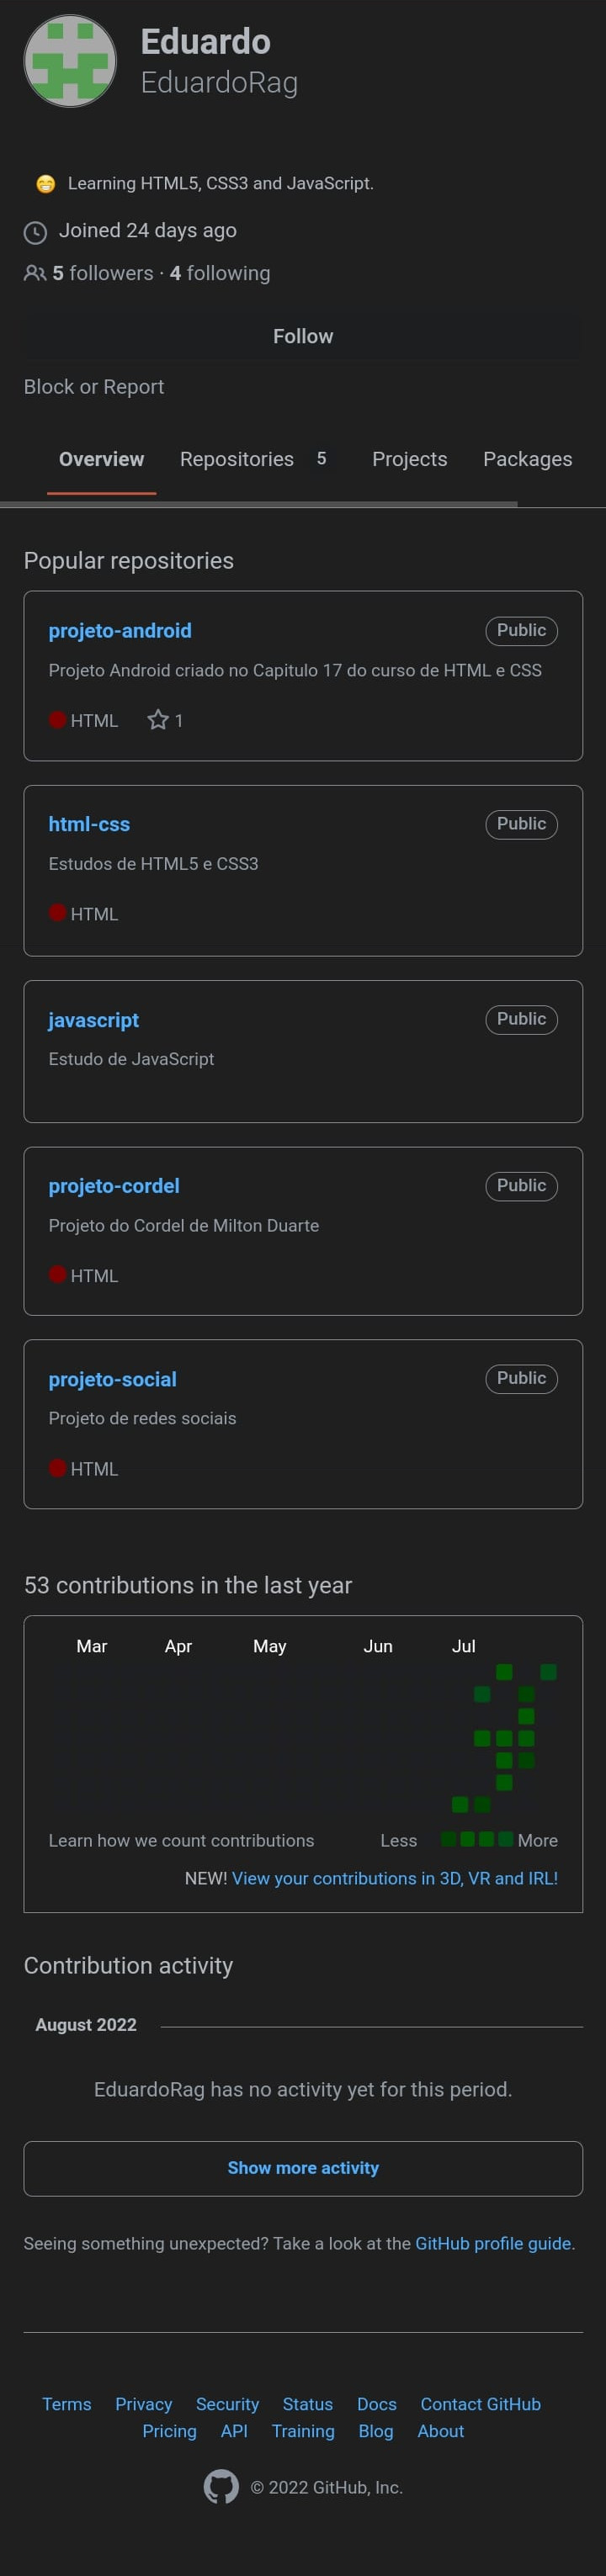 Eduardo
EduardoRag
Learning HTML5, CSS3 and JavaScript.
Joined 24 days ago
5 followers · 4 following
Follow
Block or Report
Overview Repositories 5 Projects Packages
Popular repositories
projeto-android Public
Projeto Android criado no Capitulo 17 do curso de HTML e CSS
HTML 1
html-css Public
Estudos de HTML5 e CSS3
HTML
javascript Public
Estudo de JavaScript
projeto-cordel Public
Projeto do Cordel de Milton Duarte
HTML
projeto-social Public
Projeto de redes sociais
HTML
53 contributions in the last year
Mar Apr May Jun Jul
Learn how we count contributions Less More
NEW! View your contributions in 3D, VR and IRL!
Contribution activity
August 2022
EduardoRag has no activity yet for this period.
Show more activity
Seeing something unexpected? Take a look at the GitHub profile guide.
Terms Privacy Security Status Docs Contact GitHub
Pricing API Training Blog About
© 2022 GitHub, Inc.